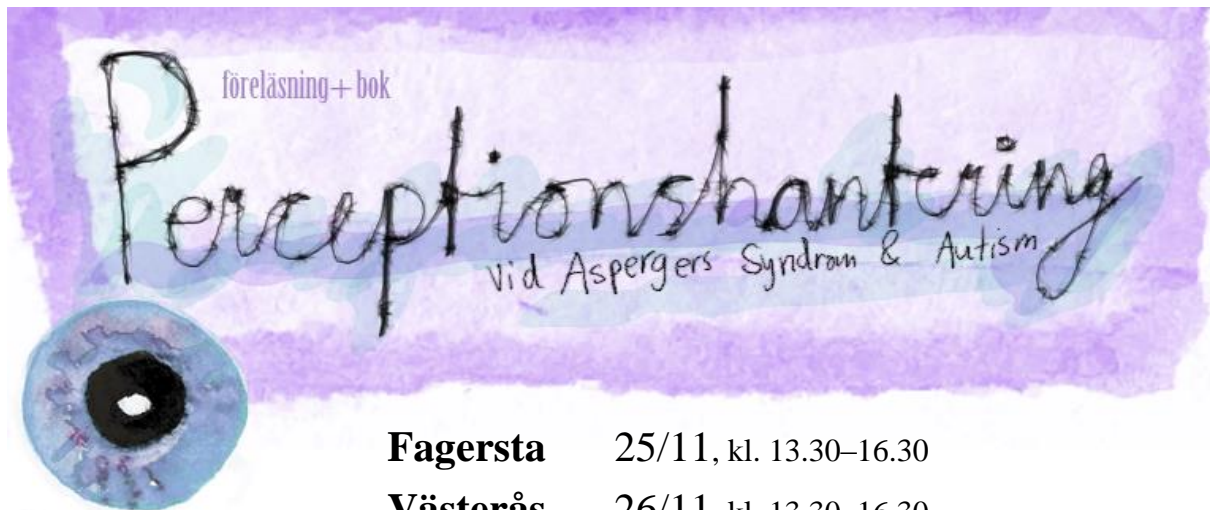 föreläsning+bok
Perceptionshantering
vid Aspergers Syndrom & Autism
Fagersta 25/11, kl. 13.30–16.30
Västerås 26/11, kl. 13.30–16.30